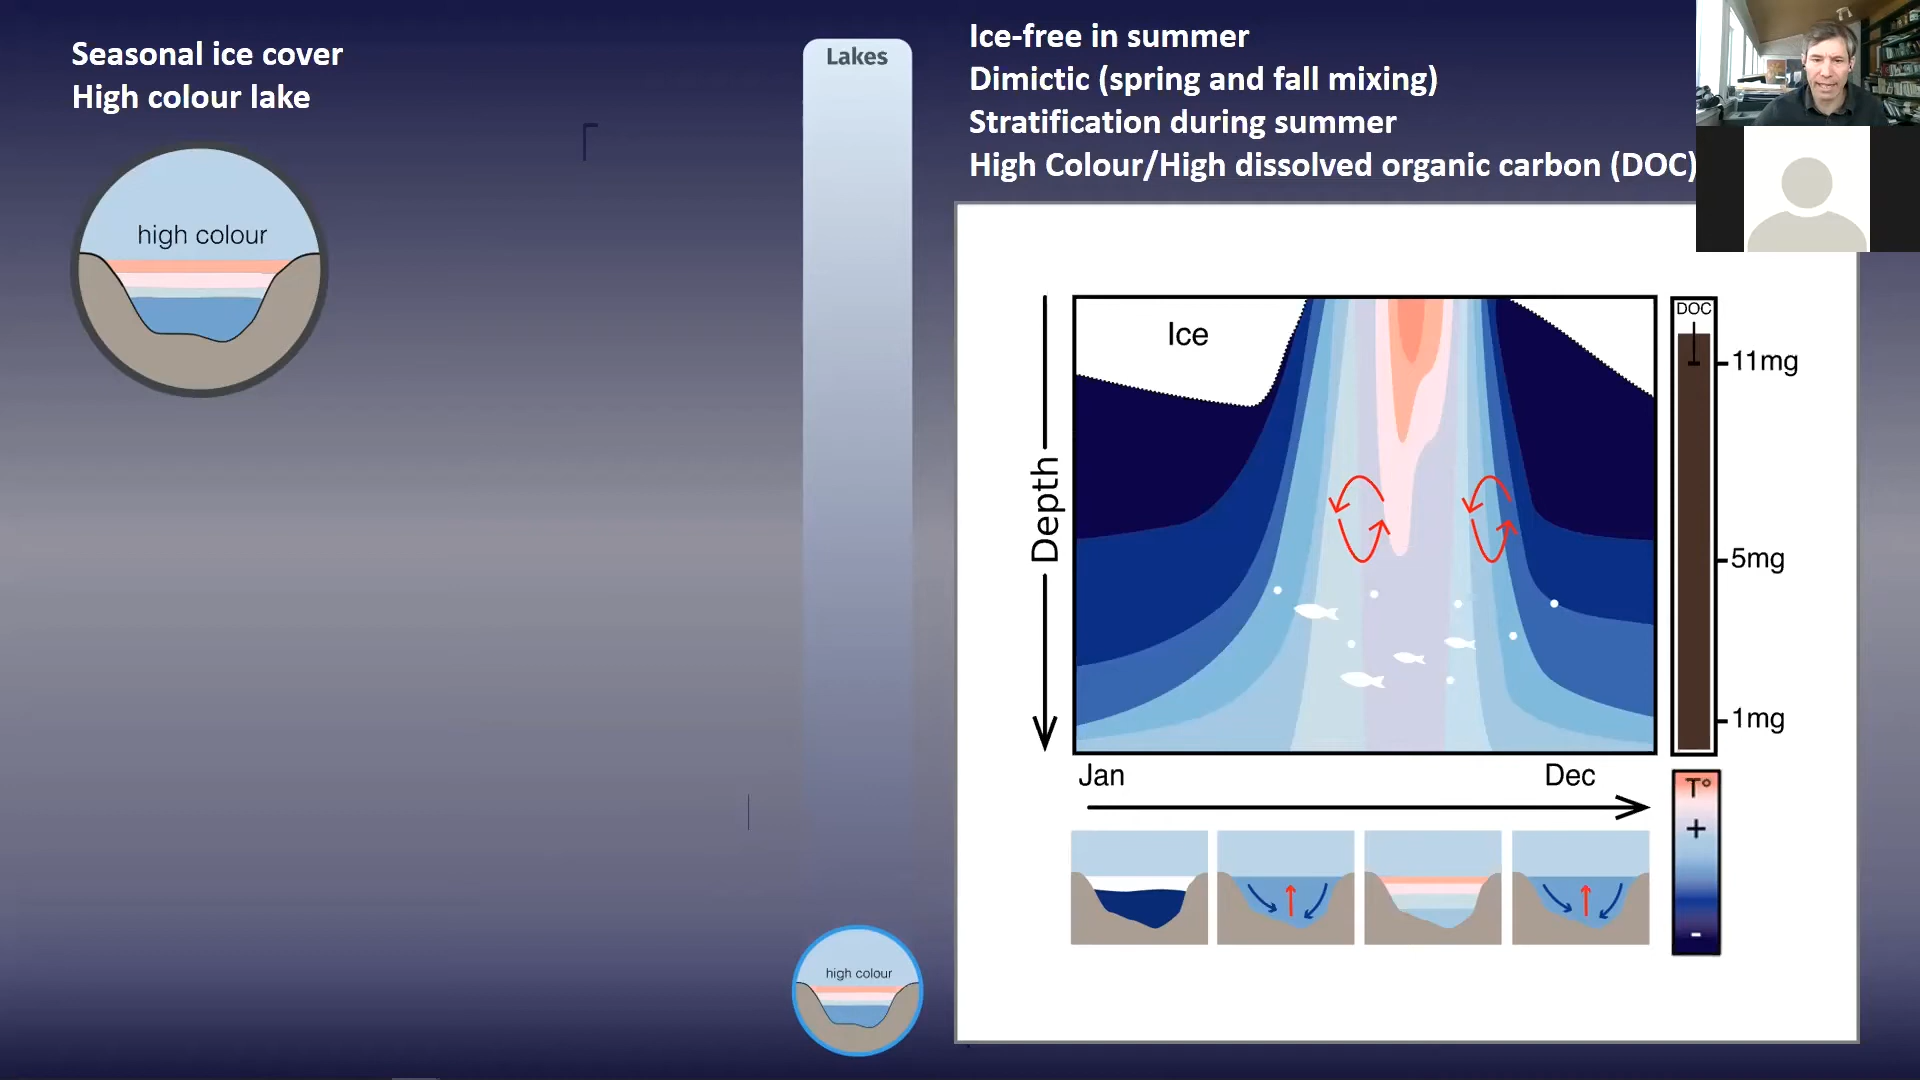 Seasonal ice cover
High colour lake
high colour
Lakes
high colour
Ice-free in summer
Dimictic (spring and fall mixing)
Stratification during summer
High Colour/High dissolved organic carbon (DOC)
Ice
Depth
Jan
Dec
DOC
11mg
5mg
1mg
T°
+
-